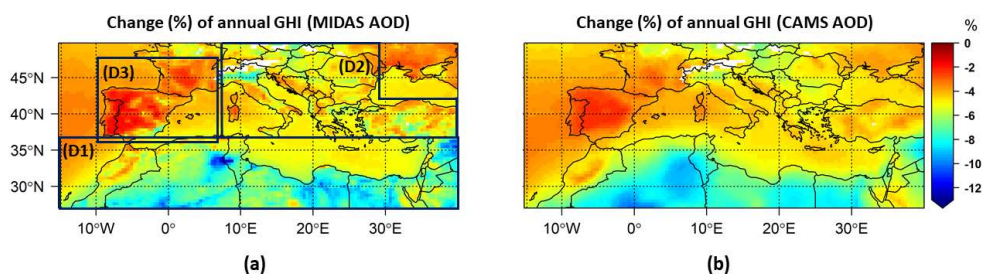 Change (%) of annual GHI (MIDAS AOD)
(D3)
(D2)
(D1)
45°N
40°N
35°N
30°N
10°W
0°
10°E
20°E
30°E
(a)
Change (%) of annual GHI (CAMS AOD)
45°N
40°N
35°N
30°N
10°W
0°
10°E
20°E
30°E
(b)
%
0
-2
-4
-6
-8
-10
-12